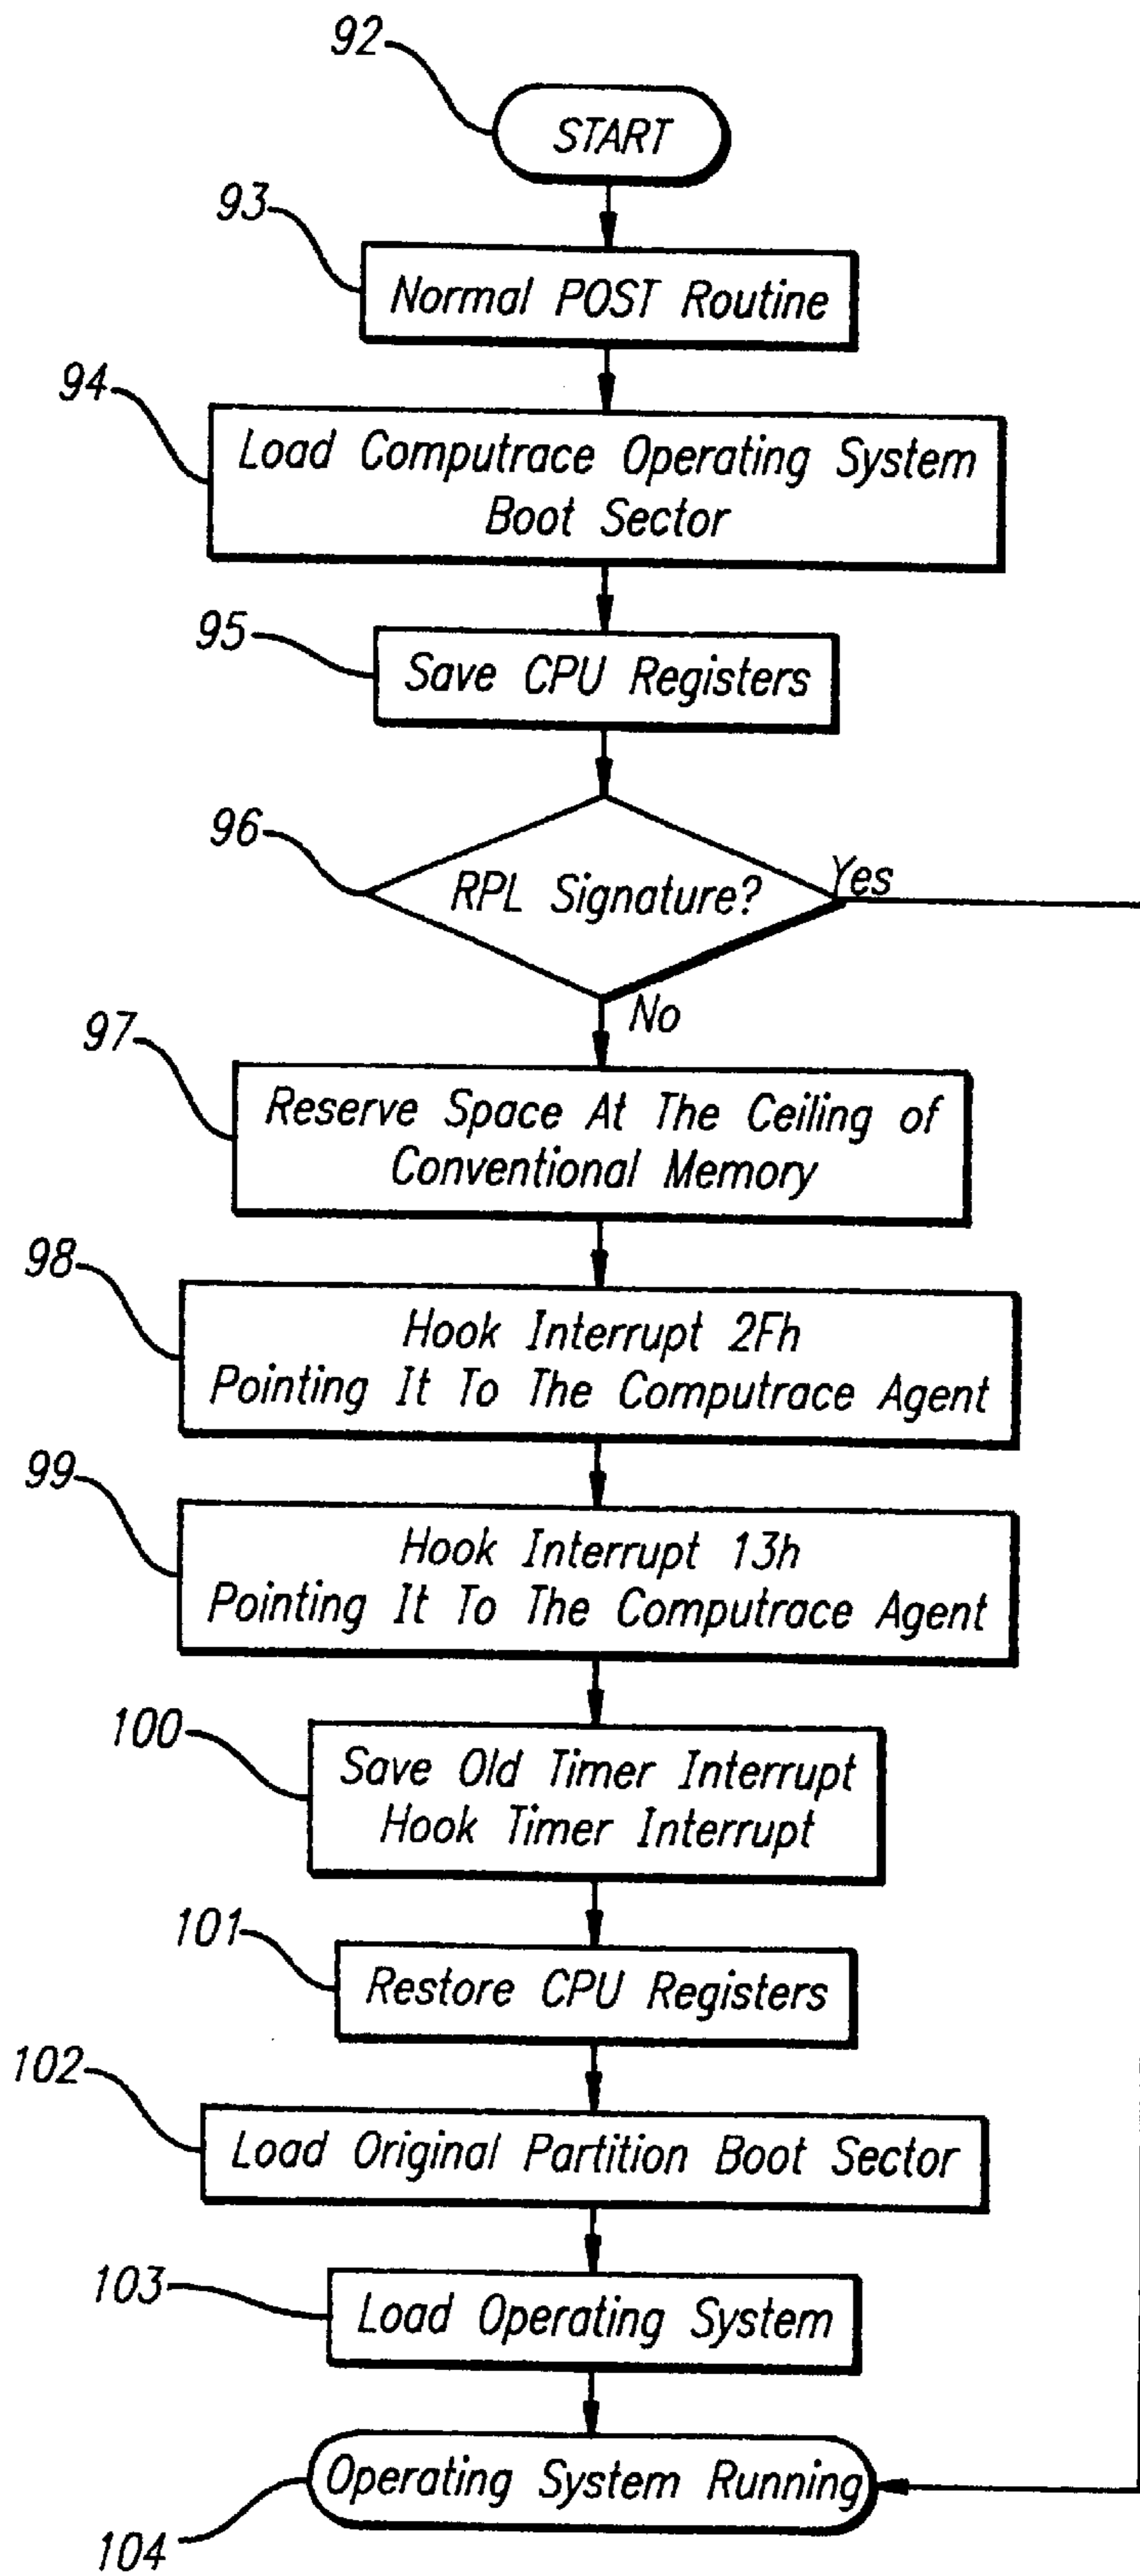 92
START
93
Normal POST Routine
94
Load Computrace Operating System
Boot Sector
95
Save CPU Registers
96
RPL Signature?
Yes
No
97
Reserve Space At The Ceiling of
Conventional Memory
98
Hook Interrupt 2Fh
Pointing It To The Computrace Agent
99
Hook Interrupt 13h
Pointing It To The Computrace Agent
100
Save Old Timer Interrupt
Hook Timer Interrupt
101
Restore CPU Registers
102
Load Original Partition Boot Sector
103
Load Operating System
Operating System Running
104